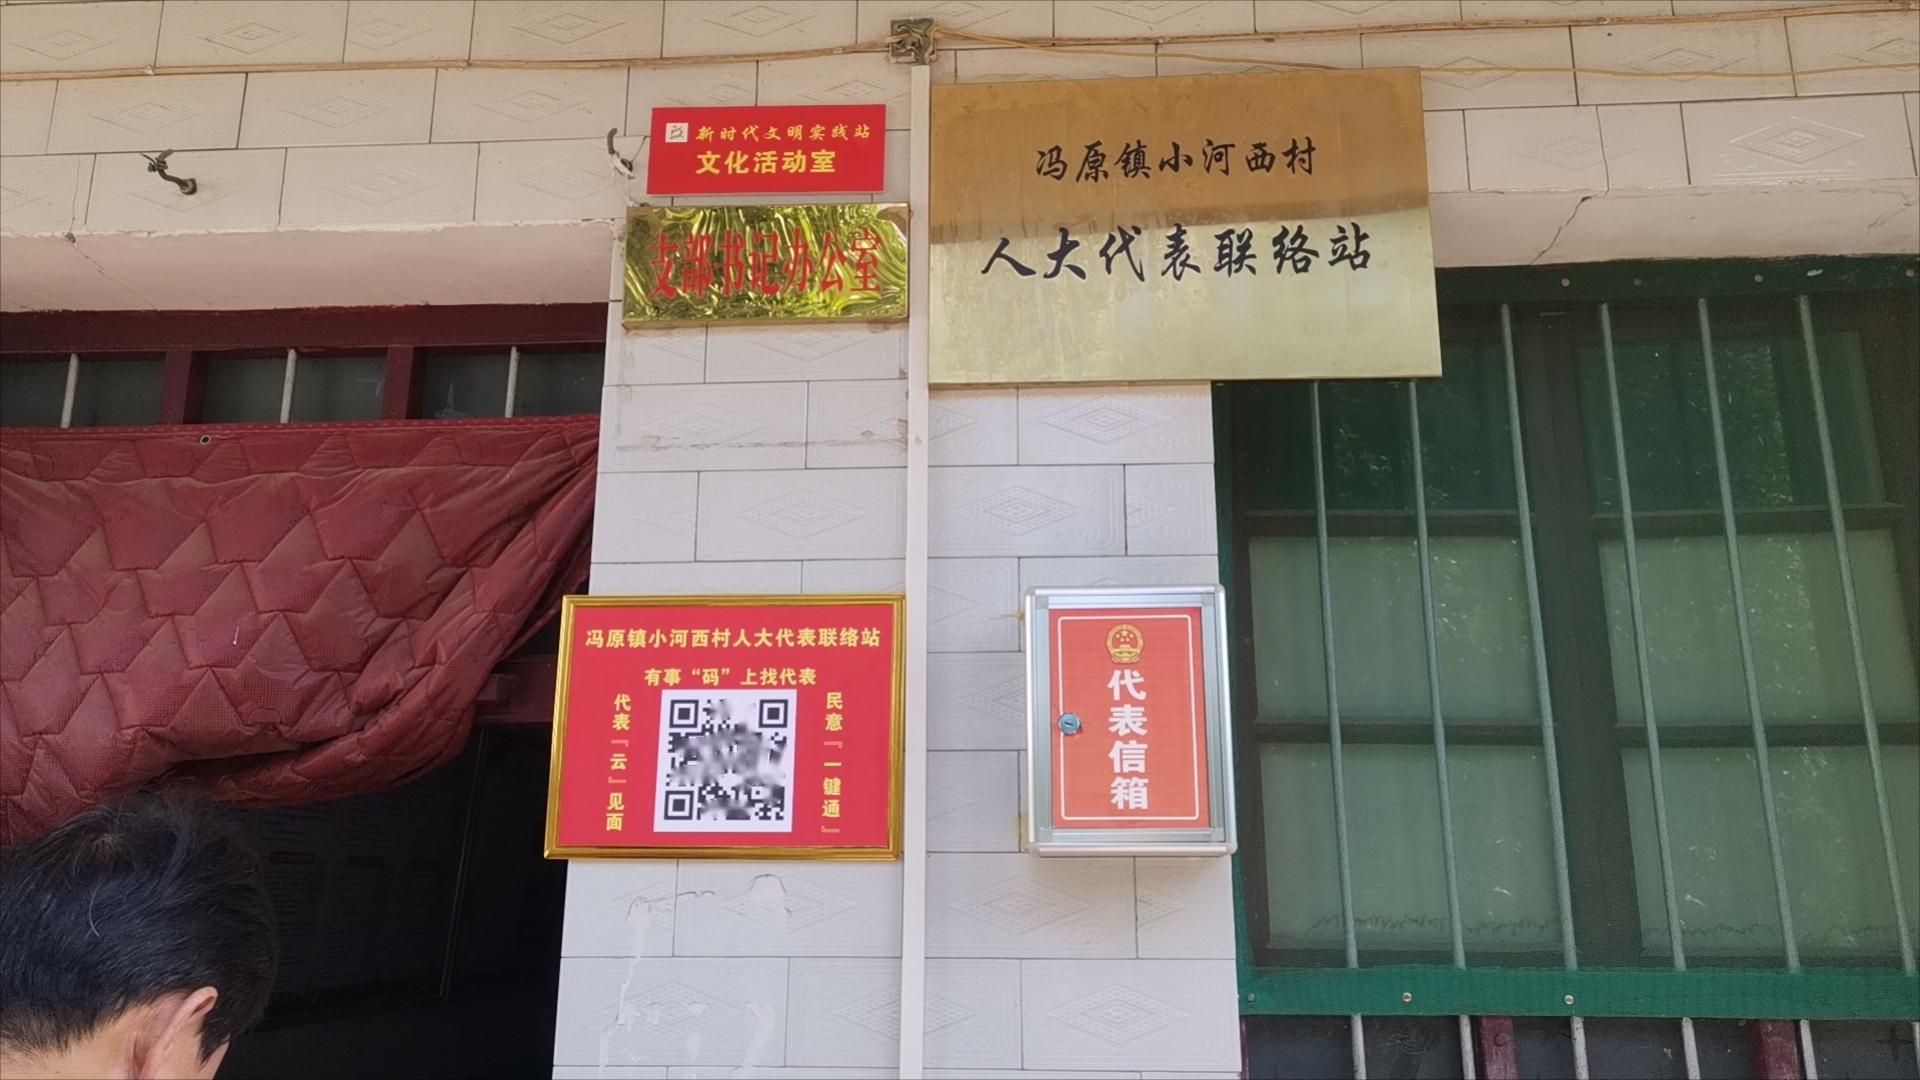 新时代文明实践站
文化活动室
支部书记办公室
冯原镇小河西村
人大代表联络站
冯原镇小河西村人大代表联络站
有事“码”上找代表
代表『云』见面
民意『一键通』
代表信箱